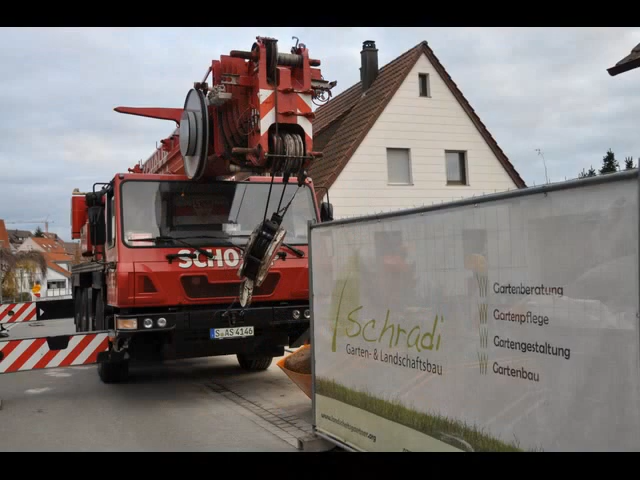 SCHO
S AS 4146
Schradi
Garten- & Landschaftsbau
Gartenberatung
Gartenpflege
Gartengestaltung
Gartenbau